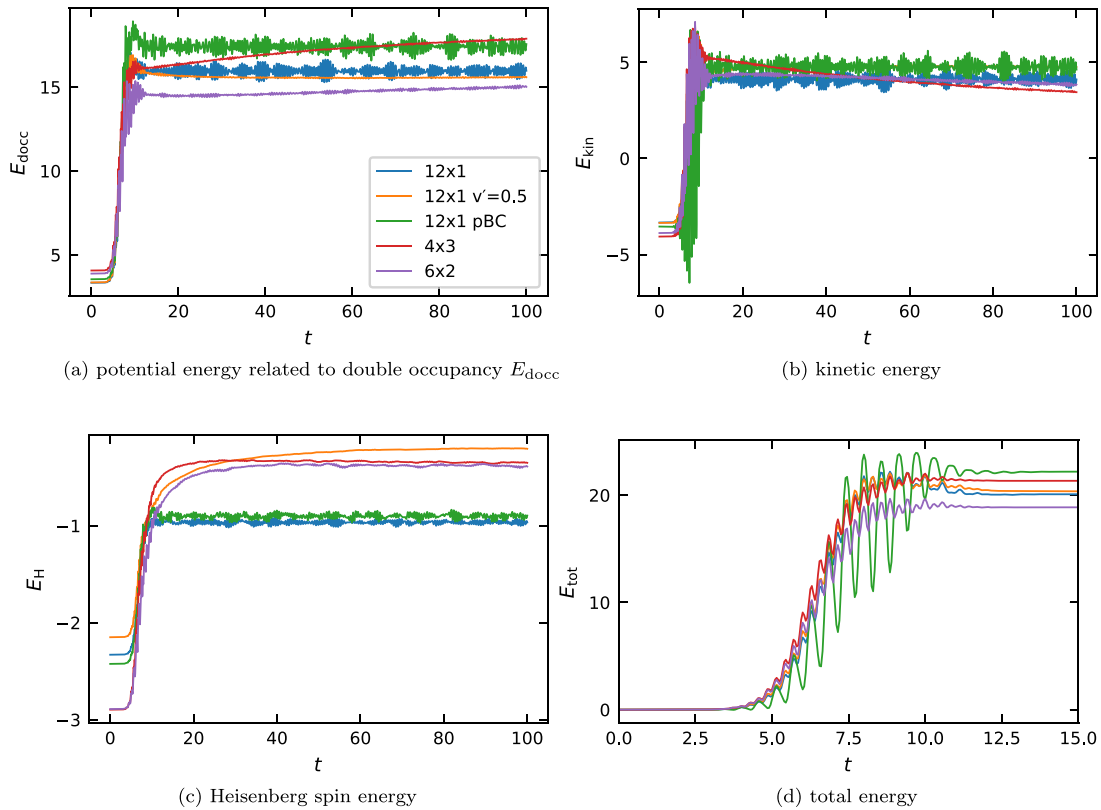 15
10
5
E_docc
0
20
40
60
80
100
t
12x1
12x1 v′=0.5
12x1 pBC
4x3
6x2
(a) potential energy related to double occupancy E_docc
5
0
−5
E_kin
0
20
40
60
80
100
t
(b) kinetic energy
−1
−2
−3
E_H
0
20
40
60
80
100
t
(c) Heisenberg spin energy
20
10
0
E_tot
0.0
2.5
5.0
7.5
10.0
12.5
15.0
t
(d) total energy